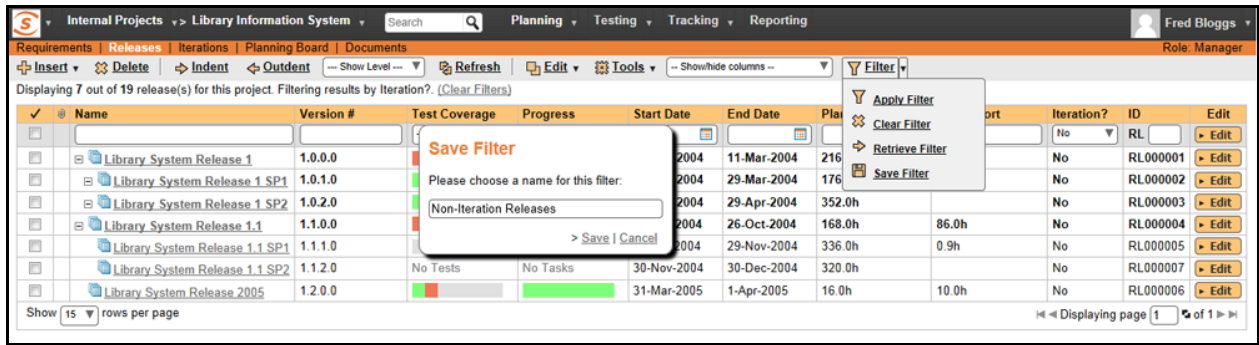 S Internal Projects > Library Information System Search Planning Testing Tracking Reporting Fred Bloggs
Requirements | Releases | Iterations | Planning Board | Documents Role: Manager
Insert Delete Indent Outdent -- Show Level -- Refresh Edit Tools -- Show/hide columns -- Filter
Displaying 7 out of 19 release(s) for this project. Filtering results by Iteration?. (Clear Filters)
Apply Filter
Clear Filter
Retrieve Filter
Save Filter
Name Version # Test Coverage Progress Start Date End Date Iteration? ID Edit
No RL Edit
Save Filter
Please choose a name for this filter:
Non-Iteration Releases
> Save | Cancel
Library System Release 1 1.0.0.0 2004 11-Mar-2004 216 No RL000001 Edit
Library System Release 1 SP1 1.0.1.0 2004 29-Mar-2004 176 No RL000002 Edit
Library System Release 1 SP2 1.0.2.0 2004 29-Apr-2004 352.0h No RL000003 Edit
Library System Release 1.1 1.1.0.0 2004 26-Oct-2004 168.0h 86.0h No RL000004 Edit
Library System Release 1.1 SP1 1.1.1.0 2004 29-Nov-2004 336.0h 0.9h No RL000005 Edit
Library System Release 1.1 SP2 1.1.2.0 No Tests No Tasks 30-Nov-2004 30-Dec-2004 320.0h No RL000007 Edit
Library System Release 2005 1.2.0.0 31-Mar-2005 1-Apr-2005 16.0h 10.0h No RL000006 Edit
Show 15 rows per page Displaying page 1 of 1